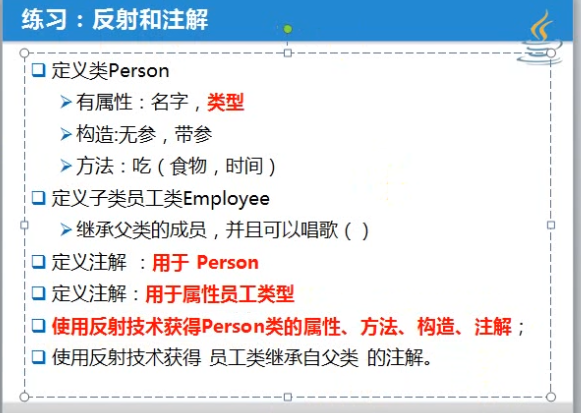 练习：反射和注解
定义类Person
有属性：名字，类型
构造:无参，带参
方法：吃（食物，时间）
定义子类员工类Employee
继承父类的成员，并且可以唱歌（）
定义注解 ：用于 Person
定义注解：用于属性员工类型
使用反射技术获得Person类的属性、方法、构造、注解；
使用反射技术获得 员工类继承自父类 的注解。